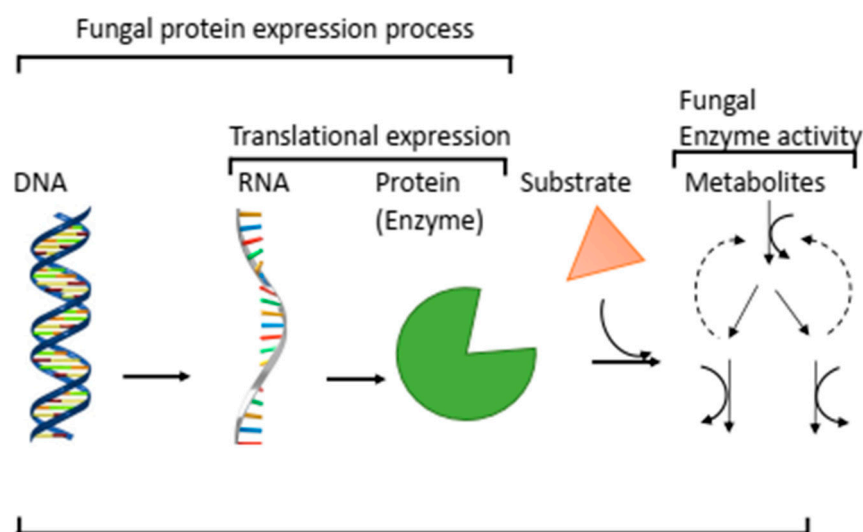 Fungal protein expression process
Fungal
Enzyme activity
Translational expression
DNA
RNA
Protein
(Enzyme)
Substrate
Metabolites